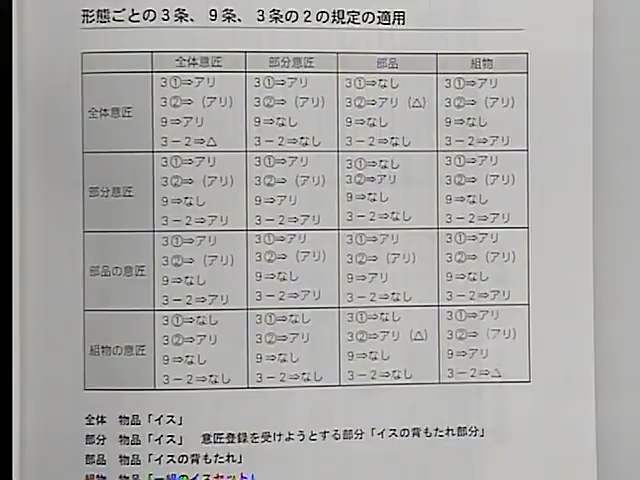 形態ごとの３条、９条、３条の２の規定の適用
全体意匠 部分意匠 部品 組物
全体意匠
3①⇒アリ 3①⇒アリ 3①⇒なし 3①⇒アリ
3②⇒（アリ） 3②⇒（アリ） 3②⇒アリ（△） 3②⇒（アリ）
9⇒アリ 9⇒なし 9⇒なし 9⇒なし
3－2⇒△ 3－2⇒なし 3－2⇒なし 3－2⇒アリ
部分意匠
3①⇒アリ 3①⇒アリ 3①⇒なし 3①⇒アリ
3②⇒（アリ） 3②⇒（アリ） 3②⇒アリ 3②⇒（アリ）
9⇒なし 9⇒アリ 9⇒なし 9⇒なし
3－2⇒アリ 3－2⇒アリ 3－2⇒なし 3－2⇒アリ
部品の意匠
3①⇒アリ 3①⇒アリ 3①⇒アリ 3①⇒アリ
3②⇒（アリ） 3②⇒（アリ） 3②⇒（アリ） 3②⇒（アリ）
9⇒なし 9⇒なし 9⇒アリ 9⇒なし
3－2⇒アリ 3－2⇒アリ 3－2⇒なし 3－2⇒アリ
組物の意匠
3①⇒なし 3①⇒なし 3①⇒なし 3①⇒アリ
3②⇒アリ 3②⇒アリ 3②⇒アリ（△） 3②⇒（アリ）
9⇒なし 9⇒なし 9⇒なし 9⇒アリ
3－2⇒なし 3－2⇒なし 3－2⇒なし 3－2⇒△
全体 物品「イス」
部分 物品「イス」 意匠登録を受けようとする部分「イスの背もたれ部分」
部品 物品「イスの背もたれ」
組物 物品「一組のイスセット」